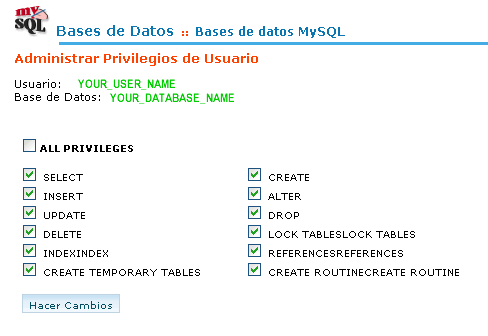 my SQL
Bases de Datos :: Bases de datos MySQL
Administrar Privilegios de Usuario
Usuario: YOUR_USER_NAME
Base de Datos: YOUR_DATABASE_NAME
ALL PRIVILEGES
SELECT CREATE
INSERT ALTER
UPDATE DROP
DELETE LOCK TABLESLOCK TABLES
INDEXINDEX REFERENCESREFERENCES
CREATE TEMPORARY TABLES CREATE ROUTINECREATE ROUTINE
Hacer Cambios